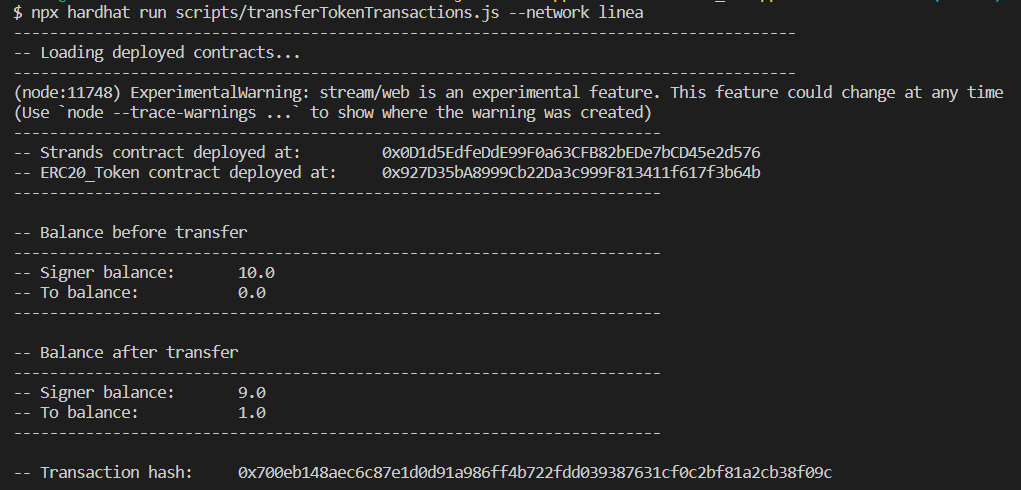 $ npx hardhat run scripts/transferTokenTransactions.js --network linea
-------------------------------------------------------------------------------------
-- Loading deployed contracts...
-------------------------------------------------------------------------------------
(node:11748) ExperimentalWarning: stream/web is an experimental feature. This feature could change at any time
(Use `node --trace-warnings ...` to show where the warning was created)
----------------------------------------------------------------------
-- Strands contract deployed at: 0x0D1d5EdfeDdE99F0a63CFB82bEDe7bCD45e2d576
-- ERC20_Token contract deployed at: 0x927D35bA8999Cb22Da3c999F813411f617f3b64b
----------------------------------------------------------------------
-- Balance before transfer
----------------------------------------------------------------------
-- Signer balance: 10.0
-- To balance: 0.0
----------------------------------------------------------------------
-- Balance after transfer
----------------------------------------------------------------------
-- Signer balance: 9.0
-- To balance: 1.0
----------------------------------------------------------------------
-- Transaction hash: 0x700eb148aec6c87e1d0d91a986ff4b722fdd039387631cf0c2bf81a2cb38f09c